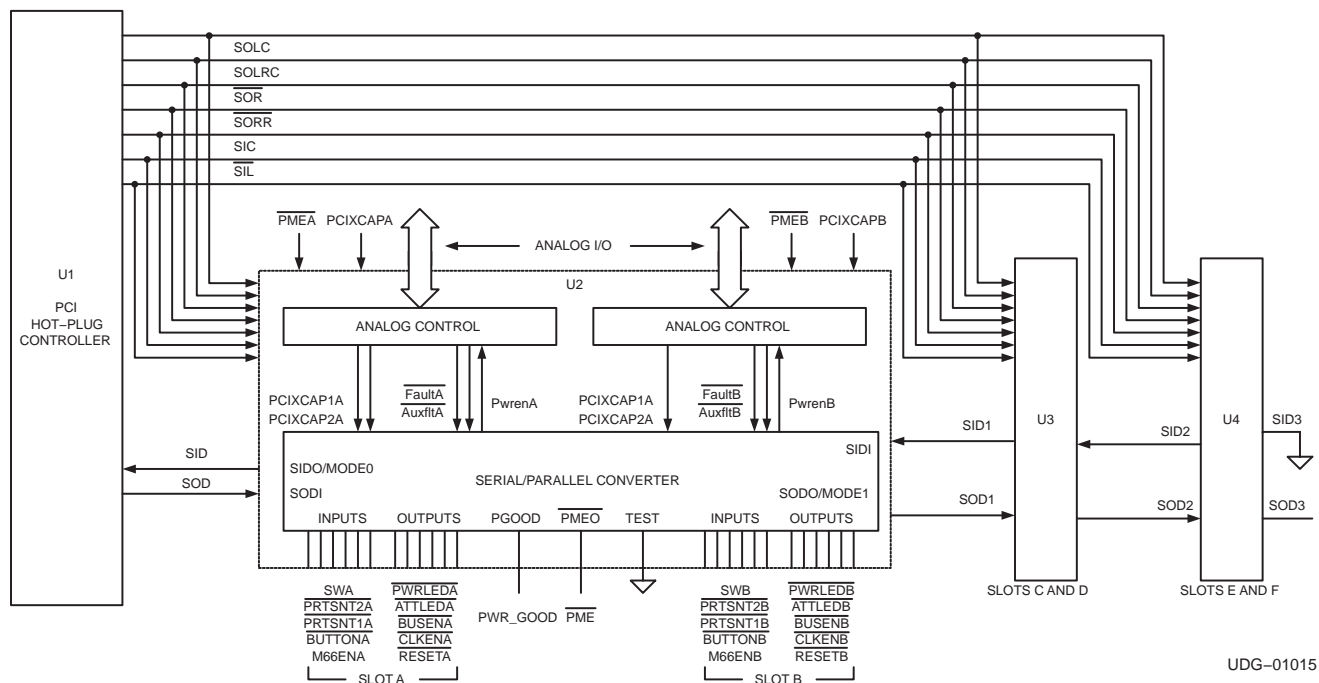 SOLC
SOLRC
SOR
SORR
SIC
SIL
PMEA PCIXCAPA
ANALOG I/O
PMEB PCIXCAPB
U1
PCI
HOT–PLUG
CONTROLLER
U2
ANALOG CONTROL
ANALOG CONTROL
PCIXCAP1A
PCIXCAP2A
FaultA
AuxfltA
PwrenA
PCIXCAP1A
PCIXCAP2A
FaultB
AuxfltB
PwrenB
SID
SOD
SIDO/MODE0
SODI
SERIAL/PARALLEL CONVERTER
SIDI
SODO/MODE1
INPUTS OUTPUTS PGOOD PMEO TEST INPUTS OUTPUTS
SID1
SOD1
U3
SID2
SOD2
U4
SID3
SOD3
SLOTS C AND D
SLOTS E AND F
SWA
PRTSNT2A
PRTSNT1A
BUTTONA
M66ENA
PWRLEDA
ATTLEDA
BUSENA
CLKENA
RESETA
SLOT A
PWR_GOOD
PME
SWB
PRTSNT2B
PRTSNT1B
BUTTONB
M66ENB
PWRLEDB
ATTLEDB
BUSENB
CLKENB
RESETB
SLOT B
UDG–01015